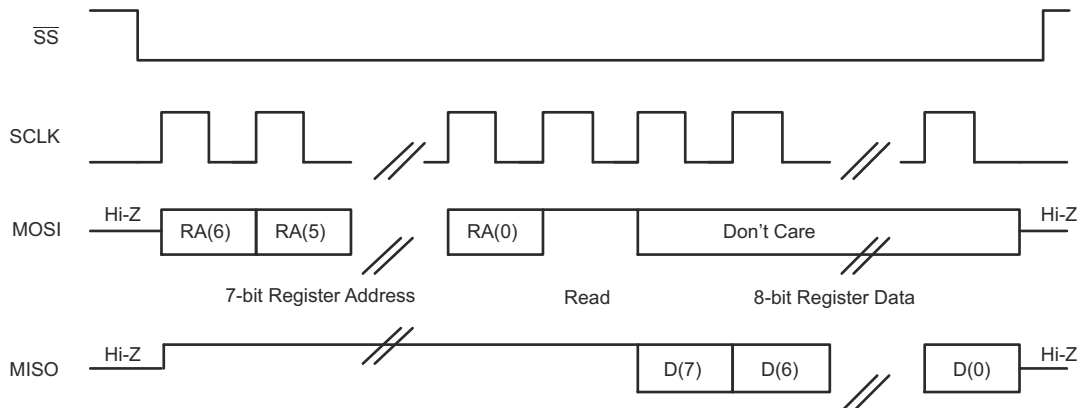 SS
SCLK
MOSI Hi-Z RA(6) RA(5) RA(0) Don't Care Hi-Z
7-bit Register Address Read 8-bit Register Data
MISO Hi-Z D(7) D(6) D(0) Hi-Z